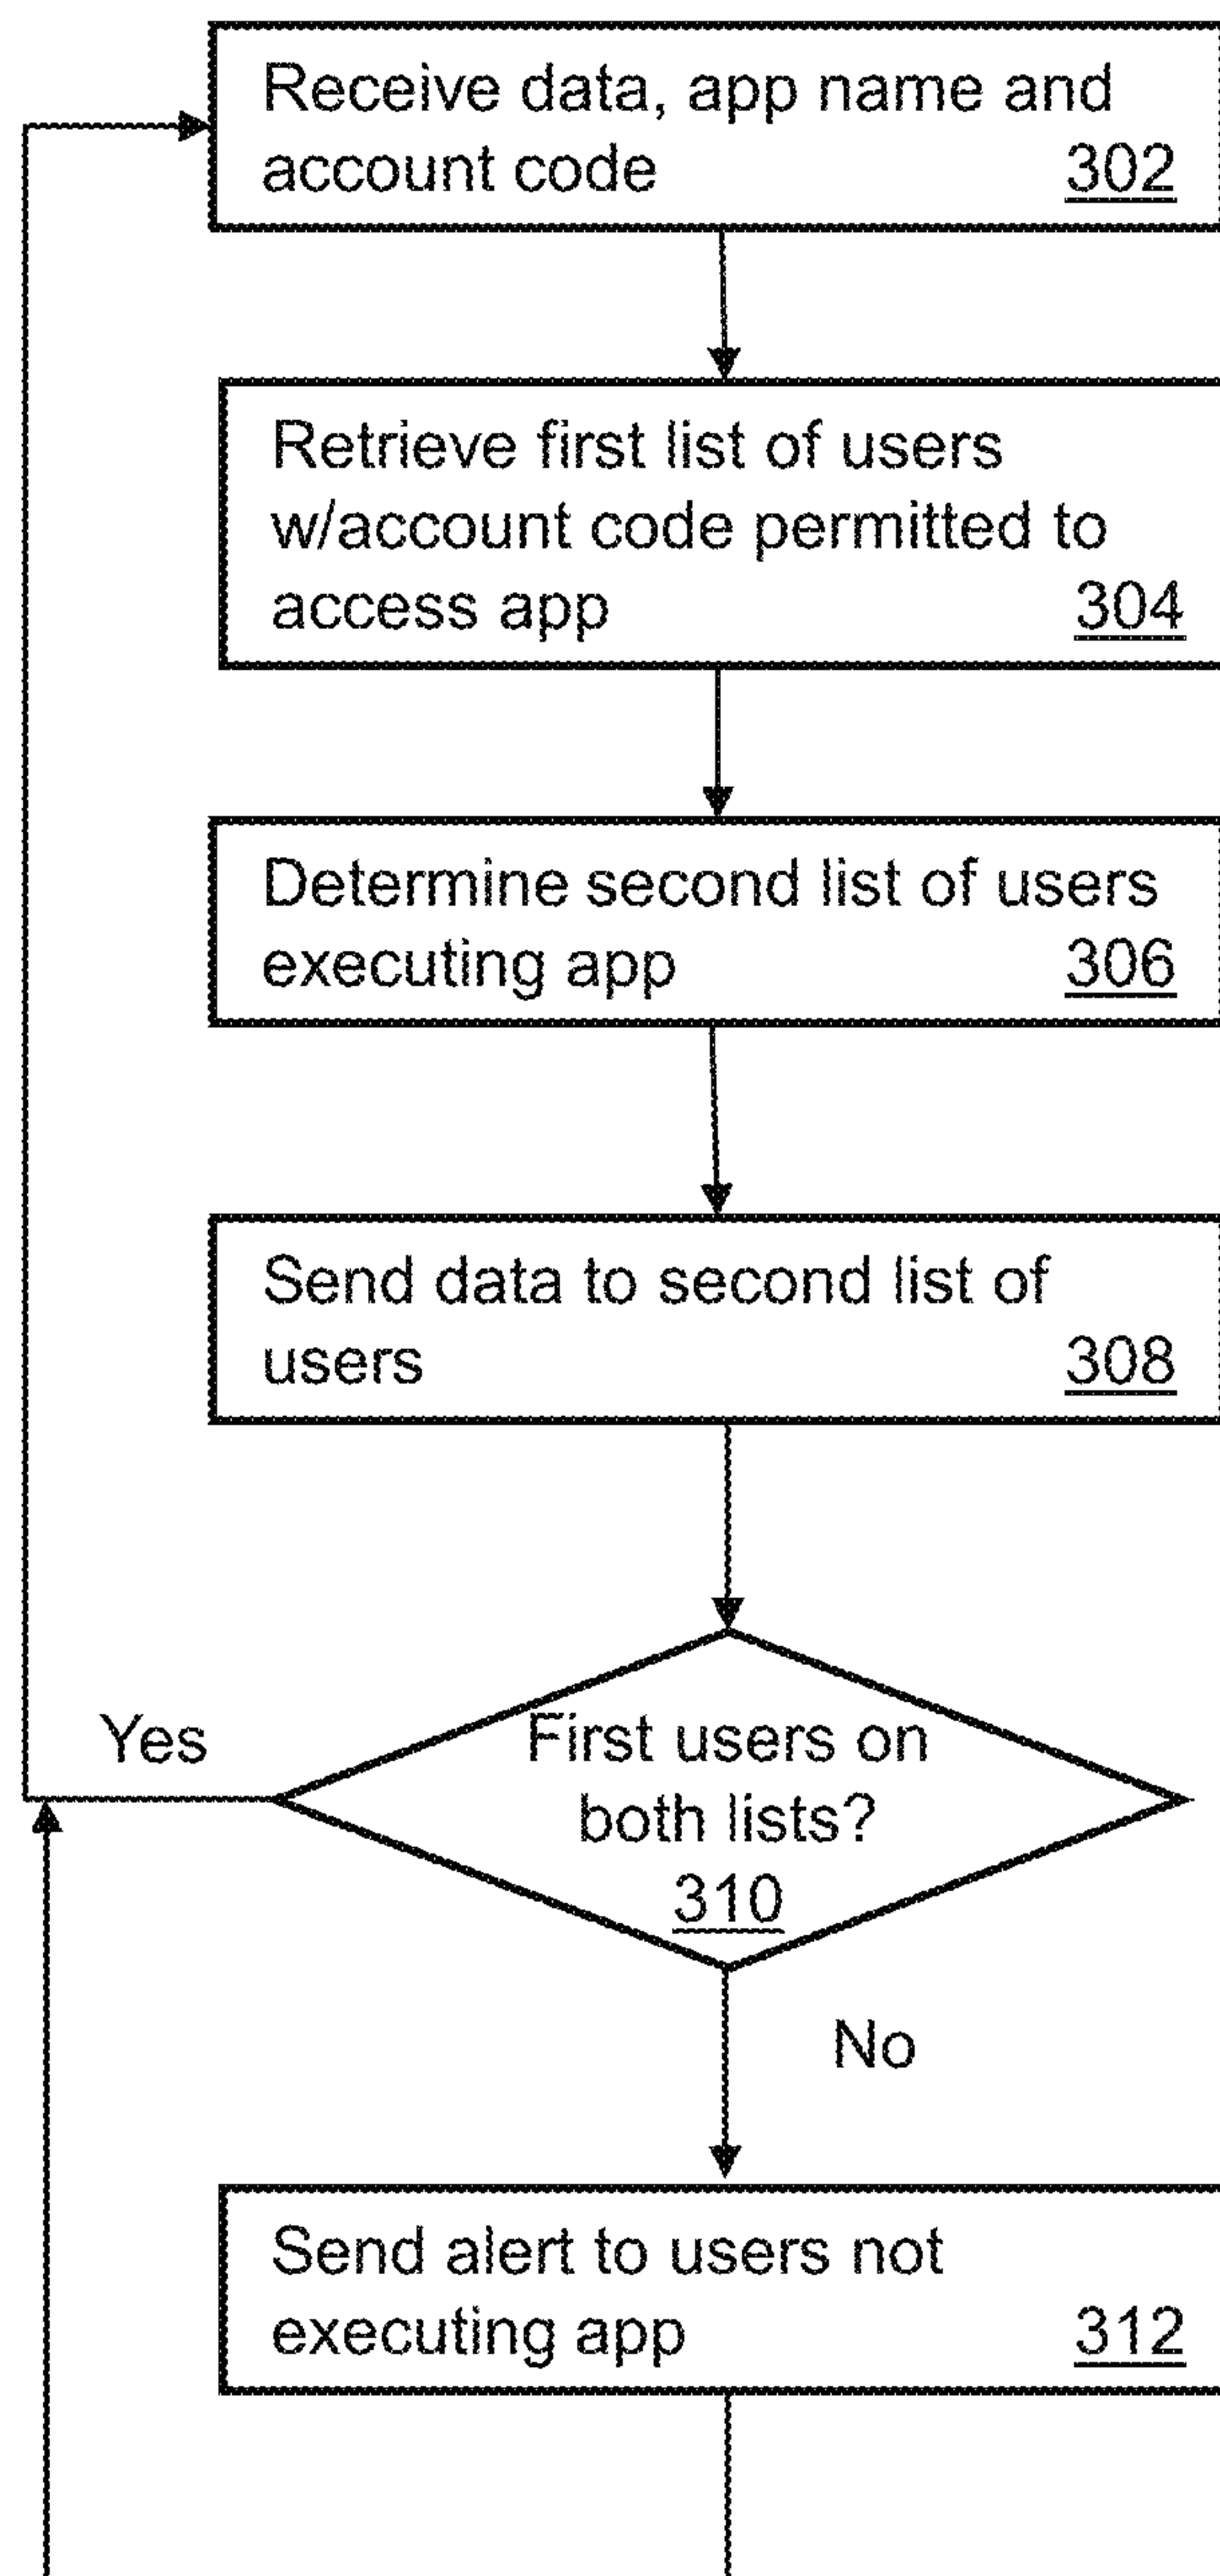 Receive data, app name and
account code 302
Retrieve first list of users
w/account code permitted to
access app 304
Determine second list of users
executing app 306
Send data to second list of
users 308
Yes
First users on
both lists?
310
No
Send alert to users not
executing app 312